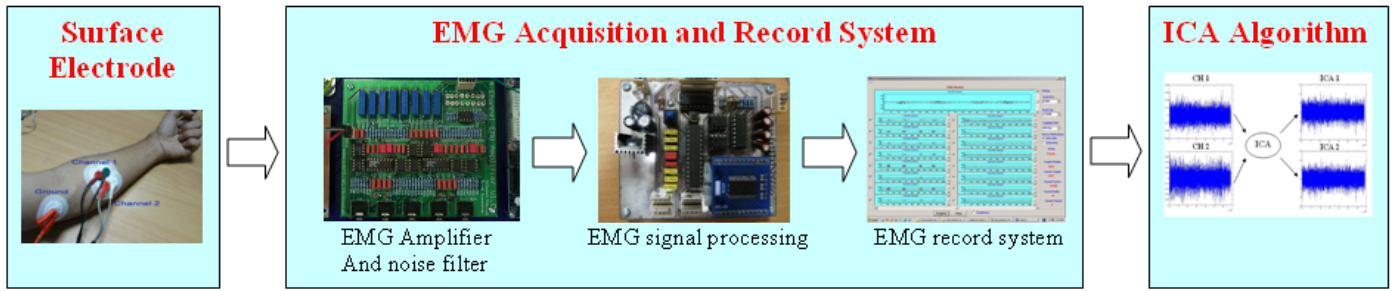 Surface
Electrode
Channel 1
Ground
Channel 2
EMG Acquisition and Record System
EMG Amplifier
And noise filter
EMG signal processing
EMG record system
ICA Algorithm
CH 1
ICA 1
ICA
CH 2
ICA 2